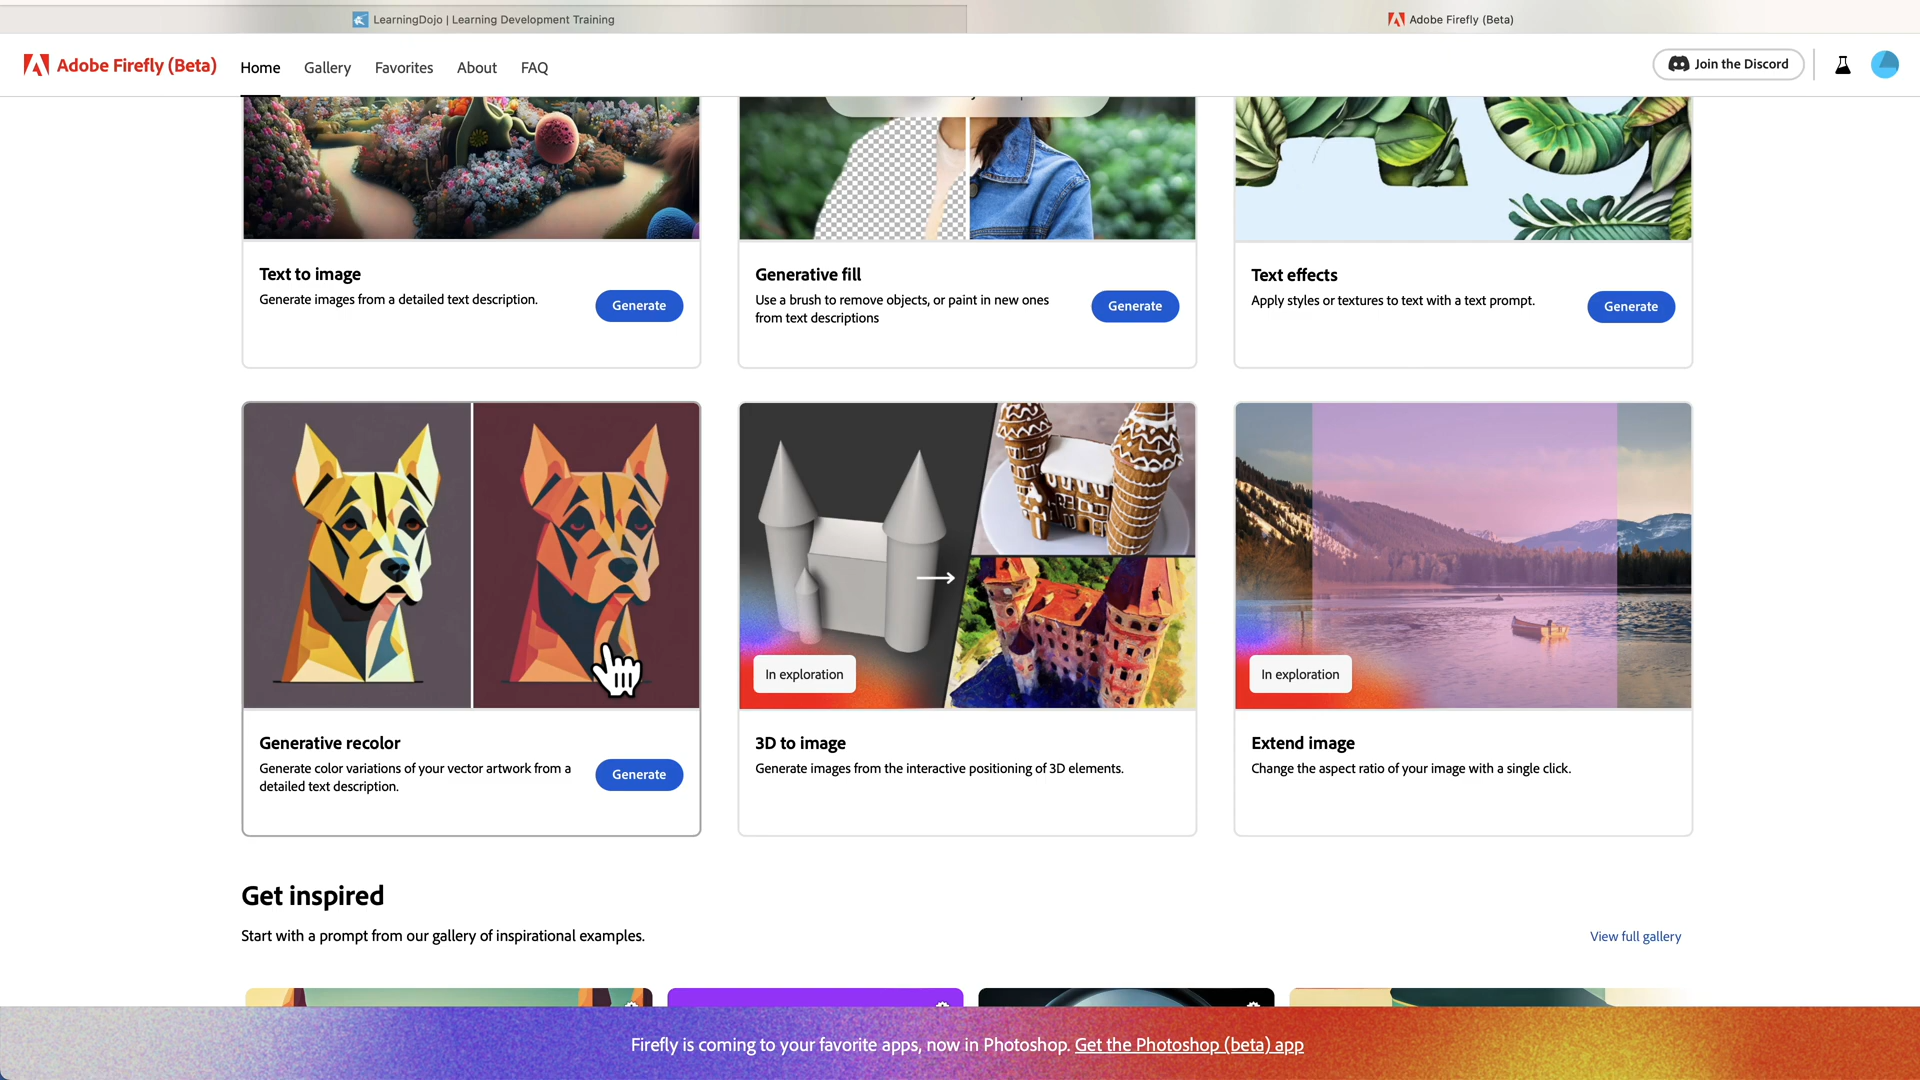 LearningDojo | Learning Development Training
Adobe Firefly (Beta)
Adobe Firefly (Beta)
Home
Gallery
Favorites
About
FAQ
Join the Discord
Text to image
Generate images from a detailed text description.
Generate
Generative fill
Use a brush to remove objects, or paint in new ones
from text descriptions
Generate
Text effects
Apply styles or textures to text with a text prompt.
Generate
Generative recolor
Generate color variations of your vector artwork from a
detailed text description.
Generate
In exploration
3D to image
Generate images from the interactive positioning of 3D elements.
In exploration
Extend image
Change the aspect ratio of your image with a single click.
Get inspired
Start with a prompt from our gallery of inspirational examples.
View full gallery
Firefly is coming to your favorite apps, now in Photoshop. Get the Photoshop (beta) app